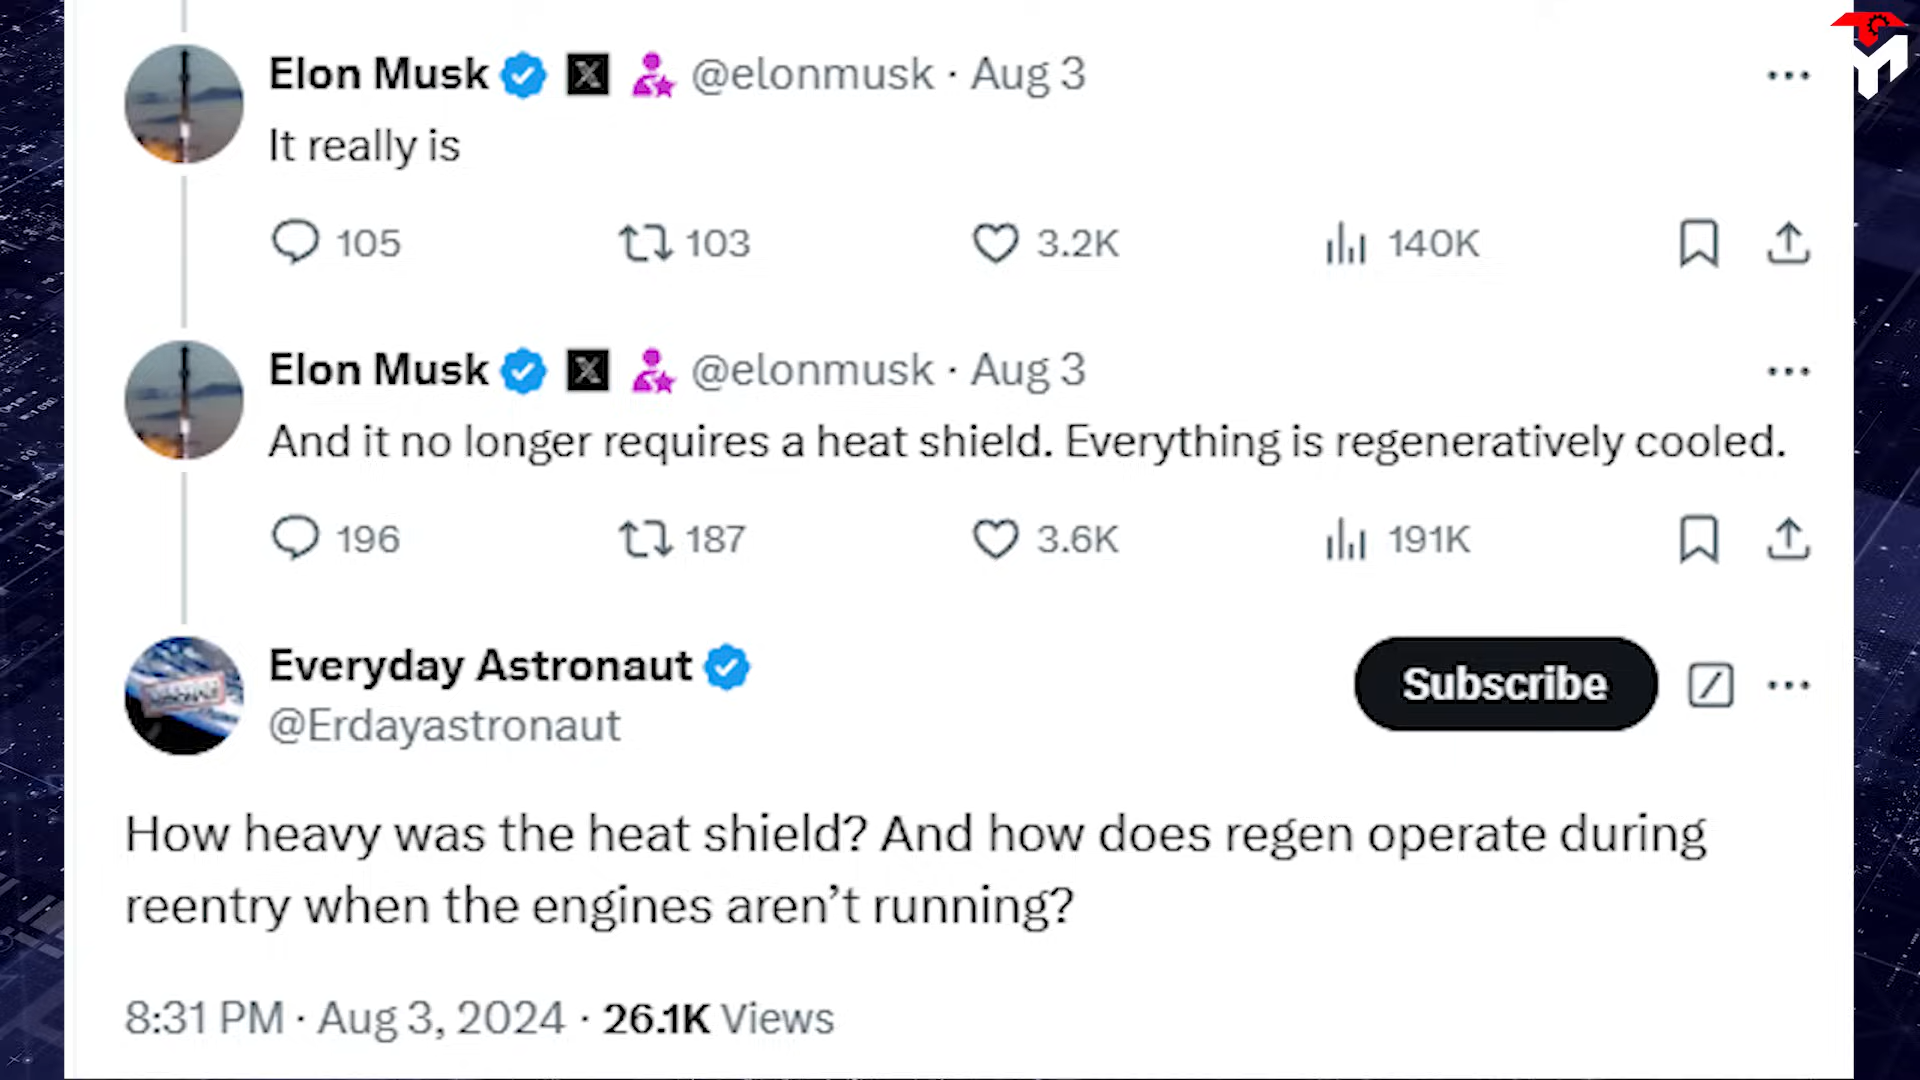 Elon Musk @elonmusk · Aug 3
It really is
105 103 3.2K 140K
Elon Musk @elonmusk · Aug 3
And it no longer requires a heat shield. Everything is regeneratively cooled.
196 187 3.6K 191K
Everyday Astronaut
@Erdayastronaut
Subscribe
How heavy was the heat shield? And how does regen operate during
reentry when the engines aren’t running?
8:31 PM · Aug 3, 2024 · 26.1K Views